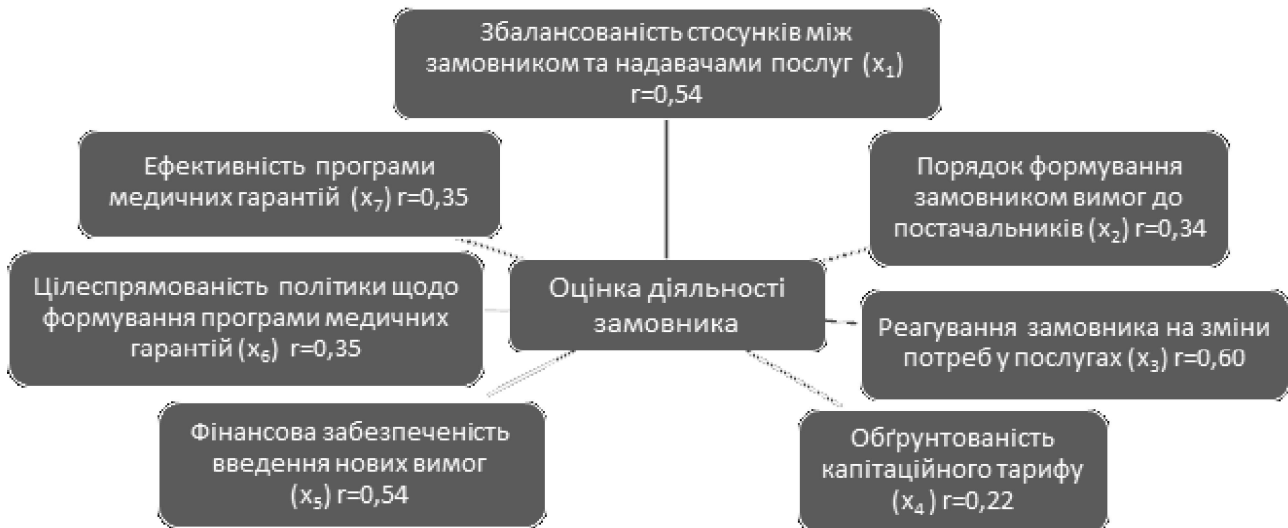 Збалансованість стосунків між
замовником та надавачами послуг (x₁)
r=0,54
Ефективність програми
медичних гарантій (x₇) r=0,35
Порядок формування
замовником вимог до
постачальників (x₂) r=0,34
Цілеспрямованість політики щодо
формування програми медичних
гарантій (x₆) r=0,35
Оцінка діяльності
замовника
Реагування замовника на зміни
потреб у послугах (x₃) r=0,60
Фінансова забезпеченість
введення нових вимог
(x₅) r=0,54
Обґрунтованість
капітаційного тарифу
(x₄) r=0,22